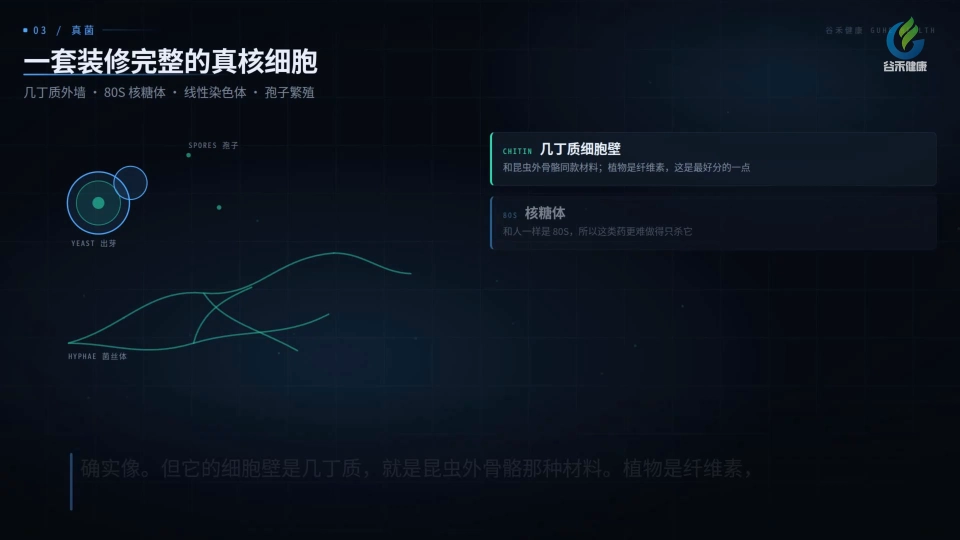 03 / 真菌
谷禾健康
谷禾健康
一套装修完整的真核细胞
几丁质外墙 · 80S 核糖体 · 线性染色体 · 孢子繁殖
SPORES 孢子
YEAST 出芽
HYPHAE 菌丝体
CHITIN 几丁质细胞壁
和昆虫外骨骼同款材料；植物是纤维素，这是最好分的一点
80S 核糖体
和人一样是 80S，所以这类药更难做得只杀它
确实像。但它的细胞壁是几丁质，就是昆虫外骨骼那种材料。植物是纤维素，